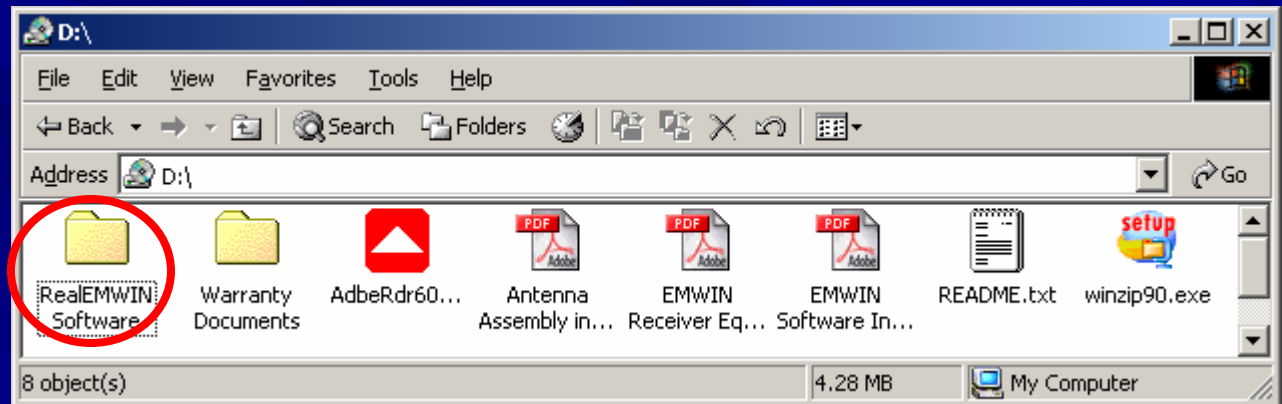 D:\
File Edit View Favorites Tools Help
Back Search Folders
Address D:\ Go
PDF PDF PDF setup
Adobe Adobe Adobe
RealEMWIN Warranty AdbeRdr60... Antenna EMWIN EMWIN README.txt winzip90.exe
Software Documents Assembly in... Receiver Eq... Software In...
8 object(s) 4.28 MB My Computer